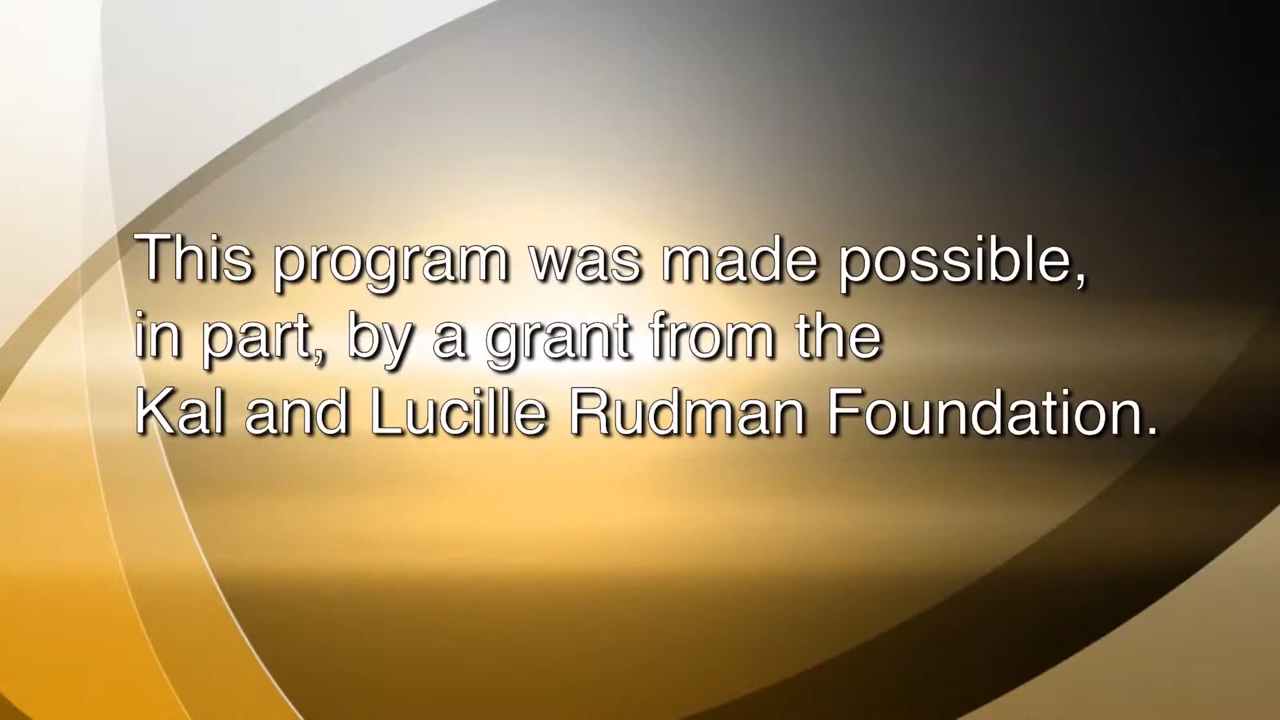 This program was made possible,
in part, by a grant from the
Kal and Lucille Rudman Foundation.